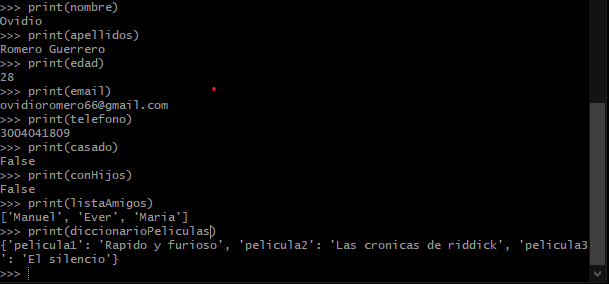 >>> print(nombre)
Ovidio
>>> print(apellidos)
Romero Guerrero
>>> print(edad)
28
>>> print(email)
ovidioromero66@gmail.com
>>> print(telefono)
3004041809
>>> print(casado)
False
>>> print(conHijos)
False
>>> print(listaAmigos)
['Manuel', 'Ever', 'Maria']
>>> print(diccionarioPeliculas)
{'pelicula1': 'Rapido y furioso', 'pelicula2': 'Las cronicas de riddick', 'pelicula3
': 'El silencio'}
>>>